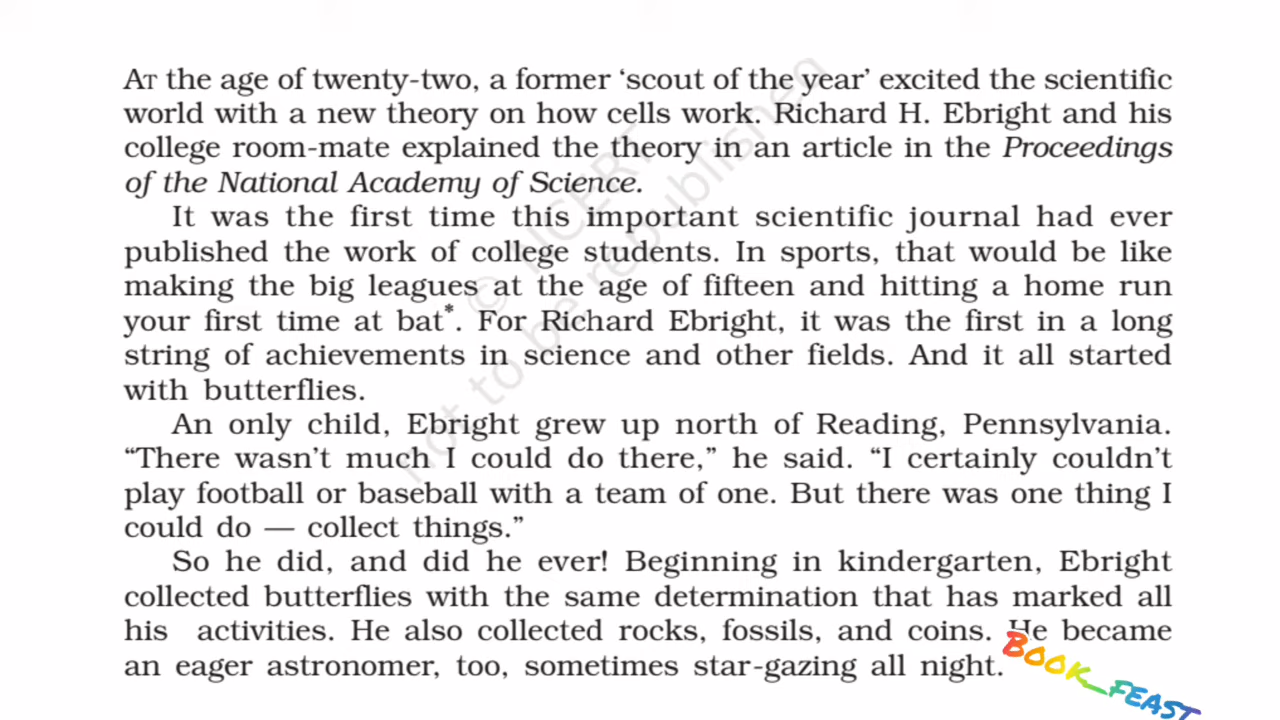 AT the age of twenty-two, a former ‘scout of the year’ excited the scientific
world with a new theory on how cells work. Richard H. Ebright and his
college room-mate explained the theory in an article in the Proceedings
of the National Academy of Science.
It was the first time this important scientific journal had ever
published the work of college students. In sports, that would be like
making the big leagues at the age of fifteen and hitting a home run
your first time at bat*. For Richard Ebright, it was the first in a long
string of achievements in science and other fields. And it all started
with butterflies.
An only child, Ebright grew up north of Reading, Pennsylvania.
“There wasn’t much I could do there,” he said. “I certainly couldn’t
play football or baseball with a team of one. But there was one thing I
could do — collect things.”
So he did, and did he ever! Beginning in kindergarten, Ebright
collected butterflies with the same determination that has marked all
his activities. He also collected rocks, fossils, and coins. He became
an eager astronomer, too, sometimes star-gazing all night.
© NCERT
not to be republished
BOOK_FEAST